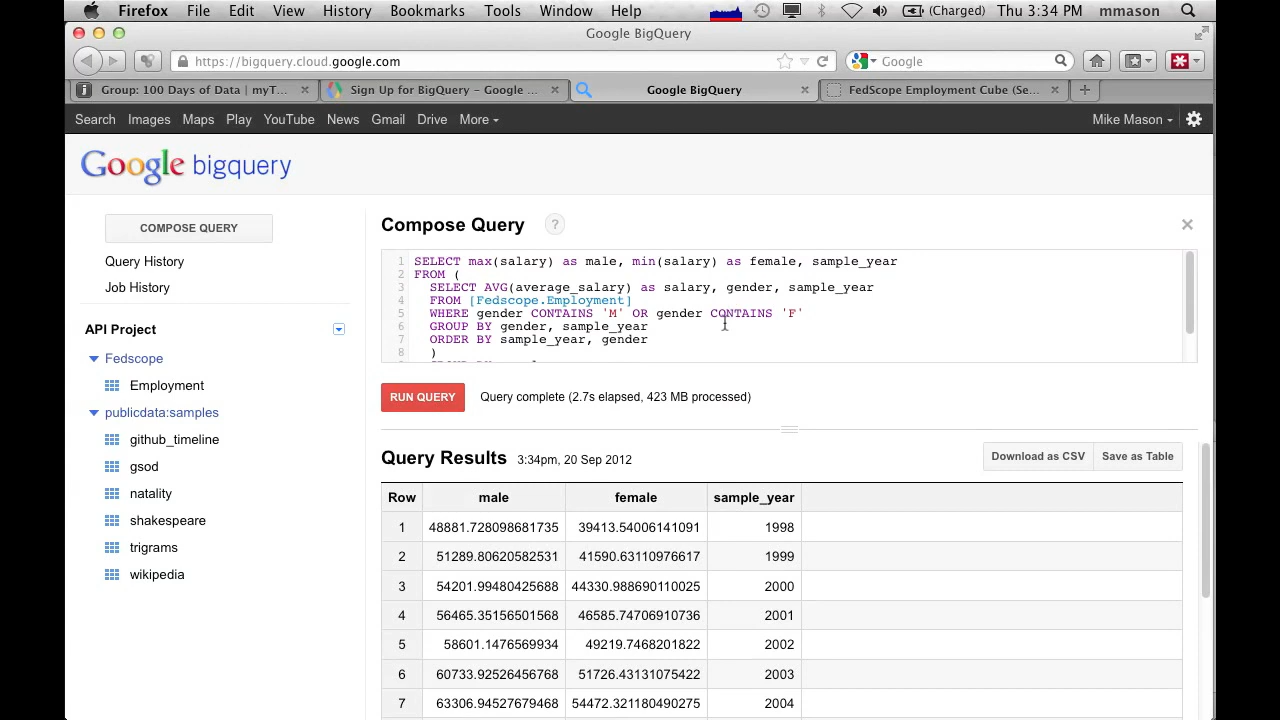 Firefox File Edit View History Bookmarks Tools Window Help (Charged) Thu 3:34 PM mmason
Google BigQuery
https://bigquery.cloud.google.com Google
Group: 100 Days of Data | myT... Sign Up for BigQuery – Google ... Google BigQuery FedScope Employment Cube (Se...
Search Images Maps Play YouTube News Gmail Drive More Mike Mason
Google bigquery
COMPOSE QUERY
Query History
Job History
API Project
Fedscope
Employment
publicdata:samples
github_timeline
gsod
natality
shakespeare
trigrams
wikipedia
Compose Query ?
1 SELECT max(salary) as male, min(salary) as female, sample_year
2 FROM (
3 SELECT AVG(average_salary) as salary, gender, sample_year
4 FROM [Fedscope.Employment]
5 WHERE gender CONTAINS 'M' OR gender CONTAINS 'F'
6 GROUP BY gender, sample_year
7 ORDER BY sample_year, gender
8 )
RUN QUERY Query complete (2.7s elapsed, 423 MB processed)
Query Results 3:34pm, 20 Sep 2012 Download as CSV Save as Table
Row male female sample_year
1 48881.728098681735 39413.54006141091 1998
2 51289.80620582531 41590.63110976617 1999
3 54201.99480425688 44330.988690110025 2000
4 56465.35156501568 46585.74706910736 2001
5 58601.1476569934 49219.7468201822 2002
6 60733.92526456768 51726.43131075422 2003
7 63306.94527679468 54472.321180490275 2004